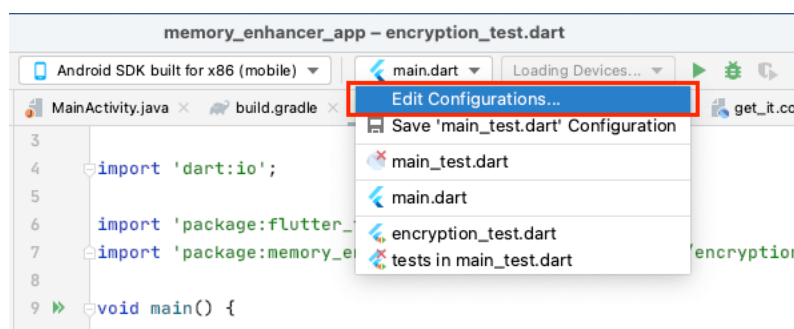 memory_enhancer_app – encryption_test.dart
Android SDK built for x86 (mobile) main.dart Loading Devices...
MainActivity.java build.gradle get_it.co
Edit Configurations...
Save 'main_test.dart' Configuration
main_test.dart
main.dart
encryption_test.dart
tests in main_test.dart
3
4 import 'dart:io';
5
6 import 'package:flutter_
7 import 'package:memory_e /encryption
8
9 void main() {